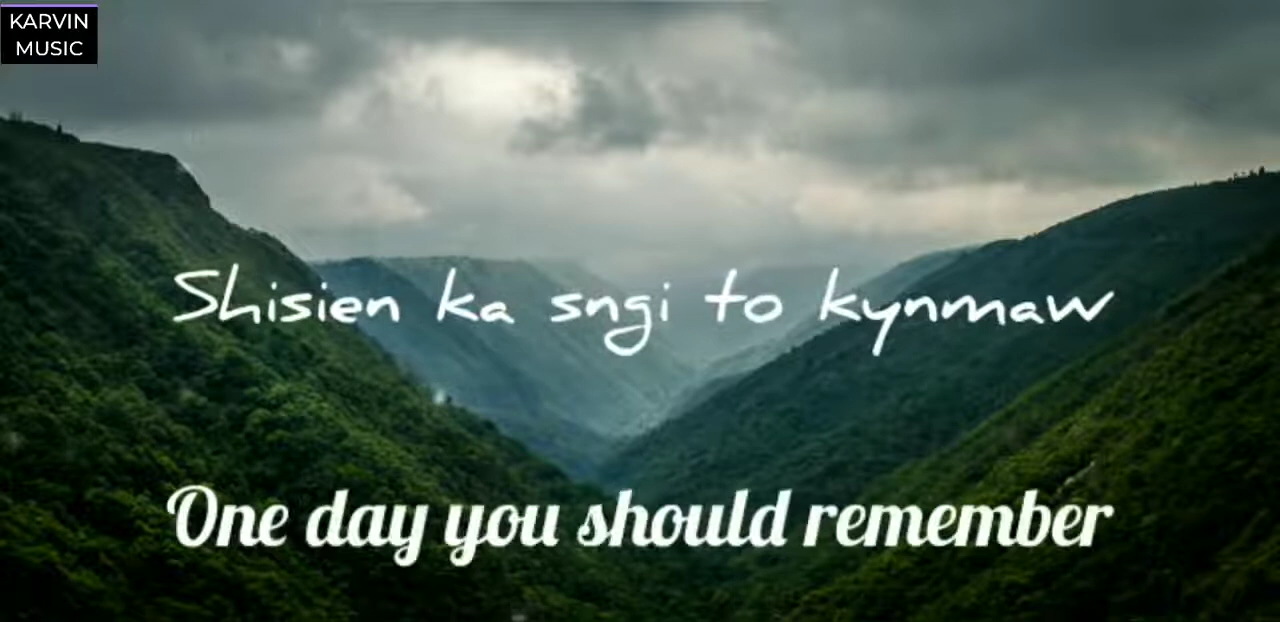 KARVIN
MUSIC
Shisien ka sngi to kynmaw
One day you should remember